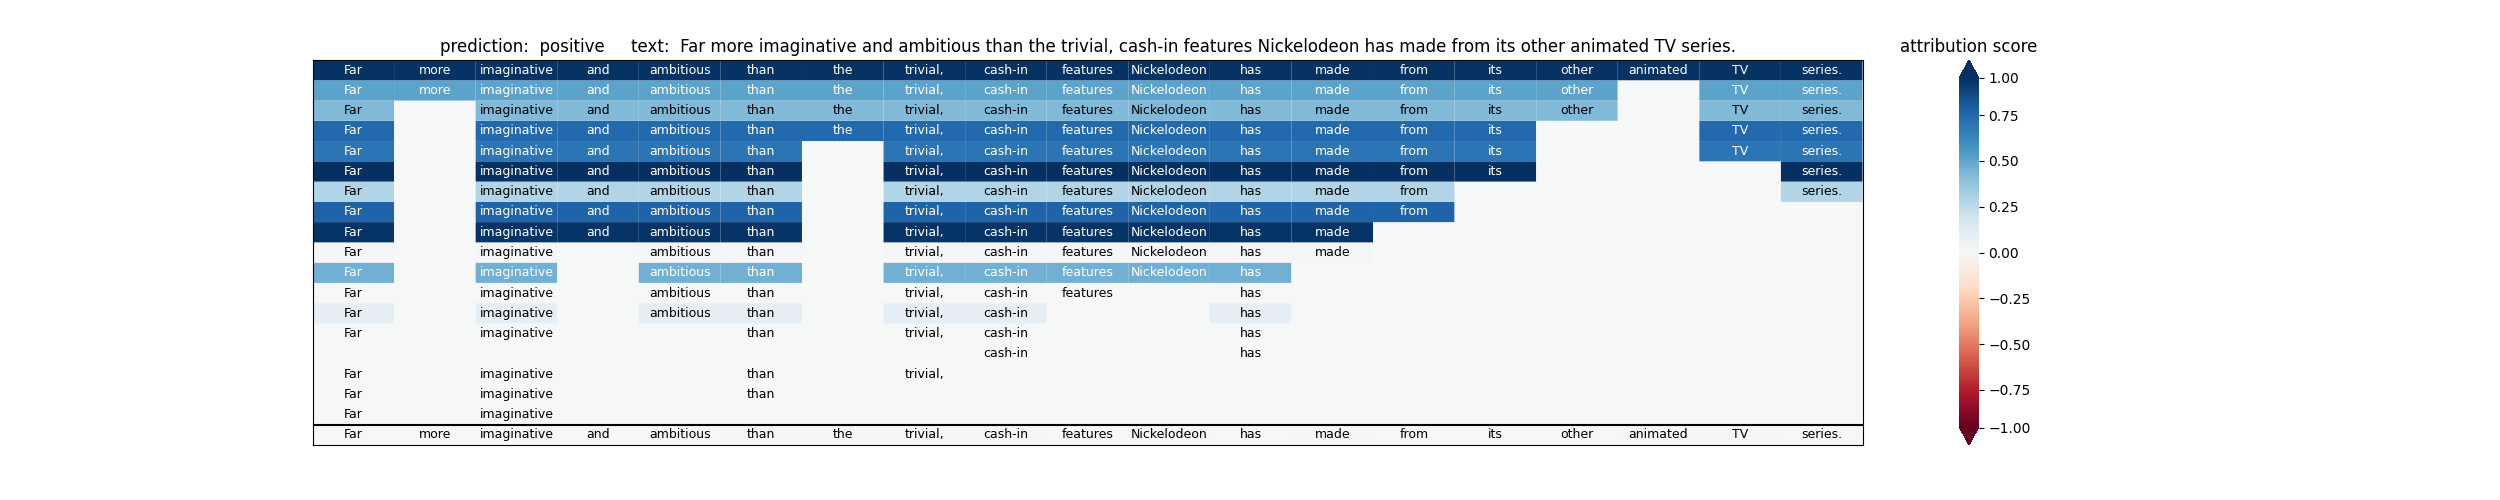 prediction:  positive     text:  Far more imaginative and ambitious than the trivial, cash-in features Nickelodeon has made from its other animated TV series.
attribution score
Far more imaginative and ambitious than the trivial, cash-in features Nickelodeon has made from its other animated TV series.
Far more imaginative and ambitious than the trivial, cash-in features Nickelodeon has made from its other TV series.
Far imaginative and ambitious than the trivial, cash-in features Nickelodeon has made from its other TV series.
Far imaginative and ambitious than the trivial, cash-in features Nickelodeon has made from its TV series.
Far imaginative and ambitious than trivial, cash-in features Nickelodeon has made from its TV series.
Far imaginative and ambitious than trivial, cash-in features Nickelodeon has made from its series.
Far imaginative and ambitious than trivial, cash-in features Nickelodeon has made from series.
Far imaginative and ambitious than trivial, cash-in features Nickelodeon has made from
Far imaginative and ambitious than trivial, cash-in features Nickelodeon has made
Far imaginative ambitious than trivial, cash-in features Nickelodeon has made
Far imaginative ambitious than trivial, cash-in features Nickelodeon has
Far imaginative ambitious than trivial, cash-in features has
Far imaginative ambitious than trivial, cash-in has
Far imaginative than trivial, cash-in has
cash-in has
Far imaginative than trivial,
Far imaginative than
Far imaginative
Far more imaginative and ambitious than the trivial, cash-in features Nickelodeon has made from its other animated TV series.
1.00
0.75
0.50
0.25
0.00
−0.25
−0.50
−0.75
−1.00